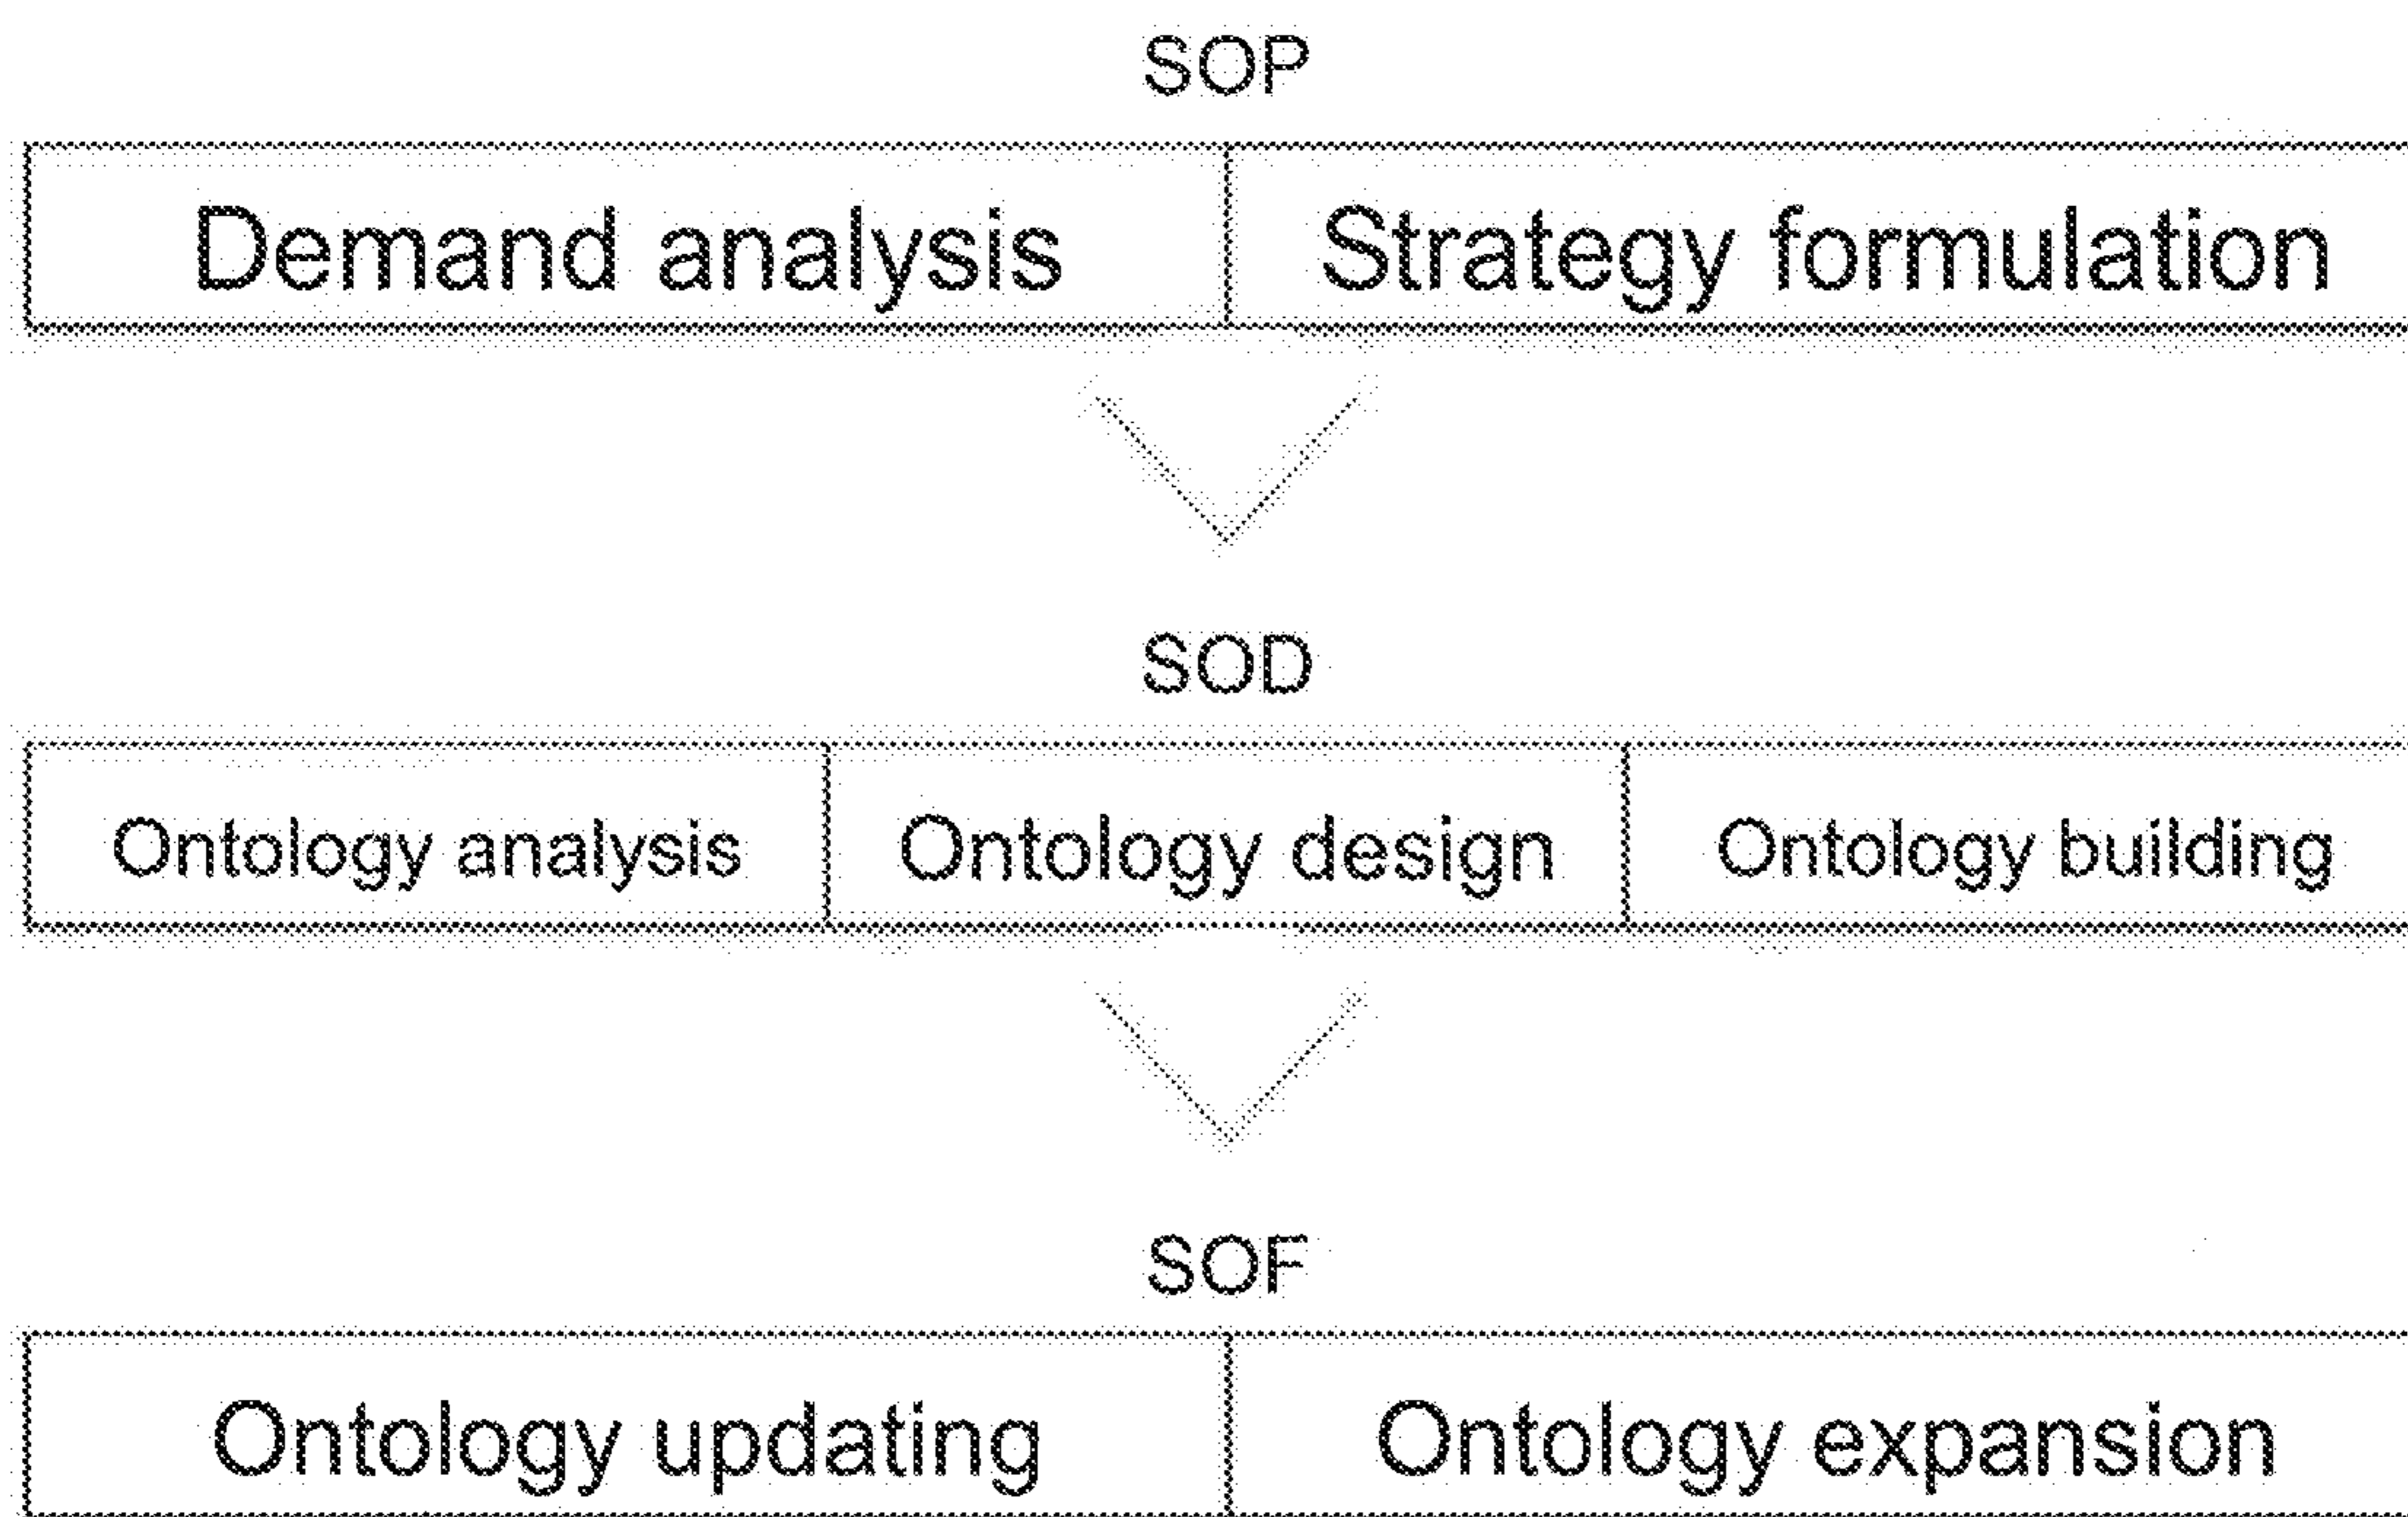 SOP
Demand analysis
Strategy formulation
SOD
Ontology analysis
Ontology design
Ontology building
SOF
Ontology updating
Ontology expansion